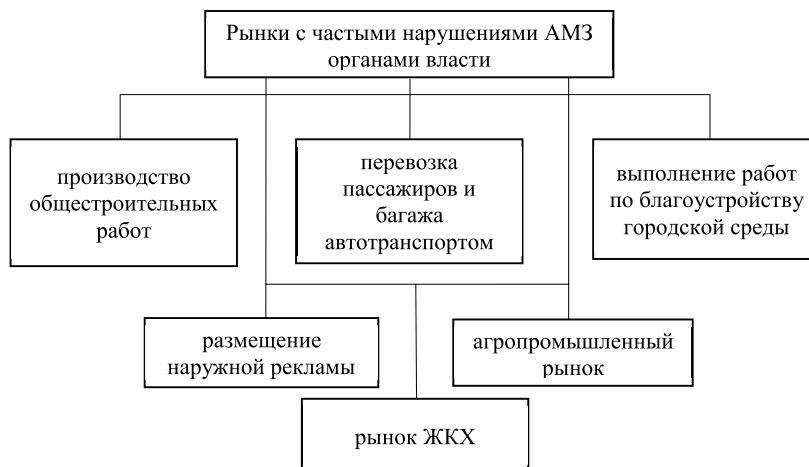 Рынки с частыми нарушениями АМЗ
органами власти
производство
общестроительных
работ
перевозка
пассажиров и
багажа
автотранспортом
выполнение работ
по благоустройству
городской среды
размещение
наружной рекламы
агропромышленный
рынок
рынок ЖКХ